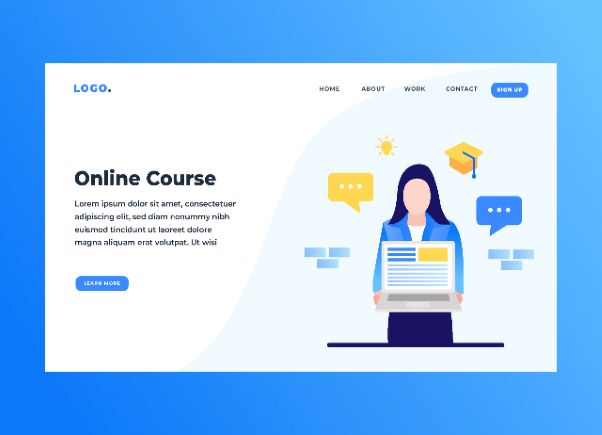 LOGO.
HOME ABOUT WORK CONTACT SIGN UP
Online Course
Lorem ipsum dolor sit amet, consectetuer
adipiscing elit, sed diam nonummy nibh
euismod tincidunt ut laoreet dolore
magna aliquam erat volutpat. Ut wisi
LEARN MORE